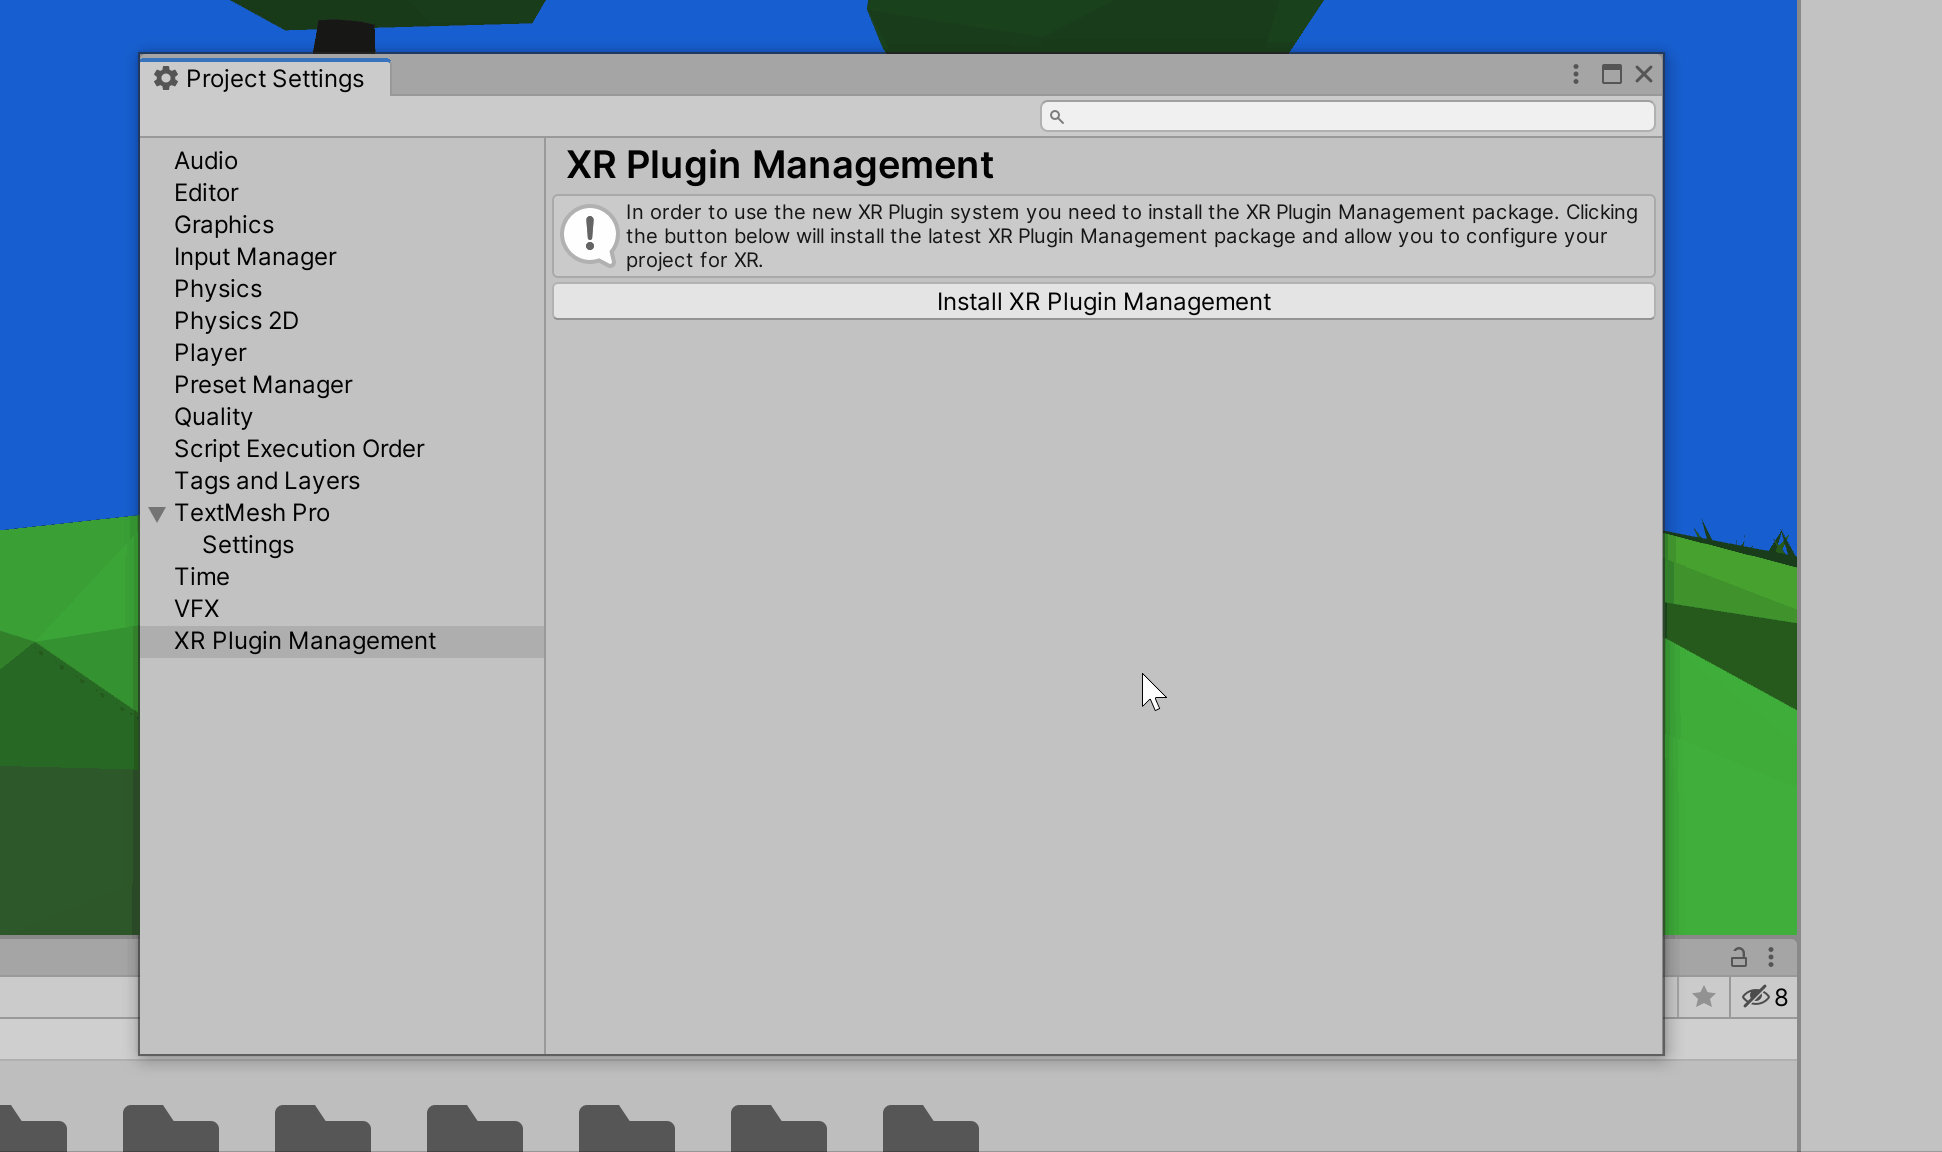 Project Settings
Audio
Editor
Graphics
Input Manager
Physics
Physics 2D
Player
Preset Manager
Quality
Script Execution Order
Tags and Layers
TextMesh Pro
Settings
Time
VFX
XR Plugin Management
XR Plugin Management
In order to use the new XR Plugin system you need to install the XR Plugin Management package. Clicking
the button below will install the latest XR Plugin Management package and allow you to configure your
project for XR.
Install XR Plugin Management
8